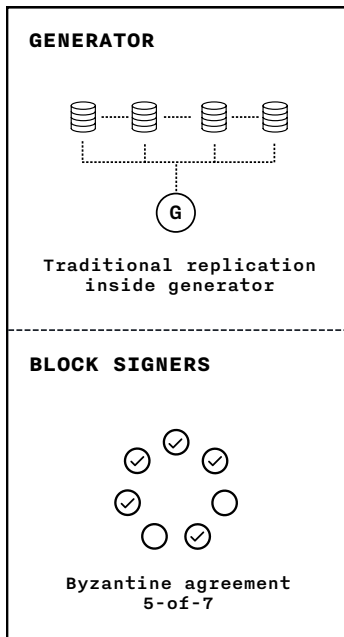 GENERATOR
G
Traditional replication
inside generator
BLOCK SIGNERS
Byzantine agreement
5-of-7